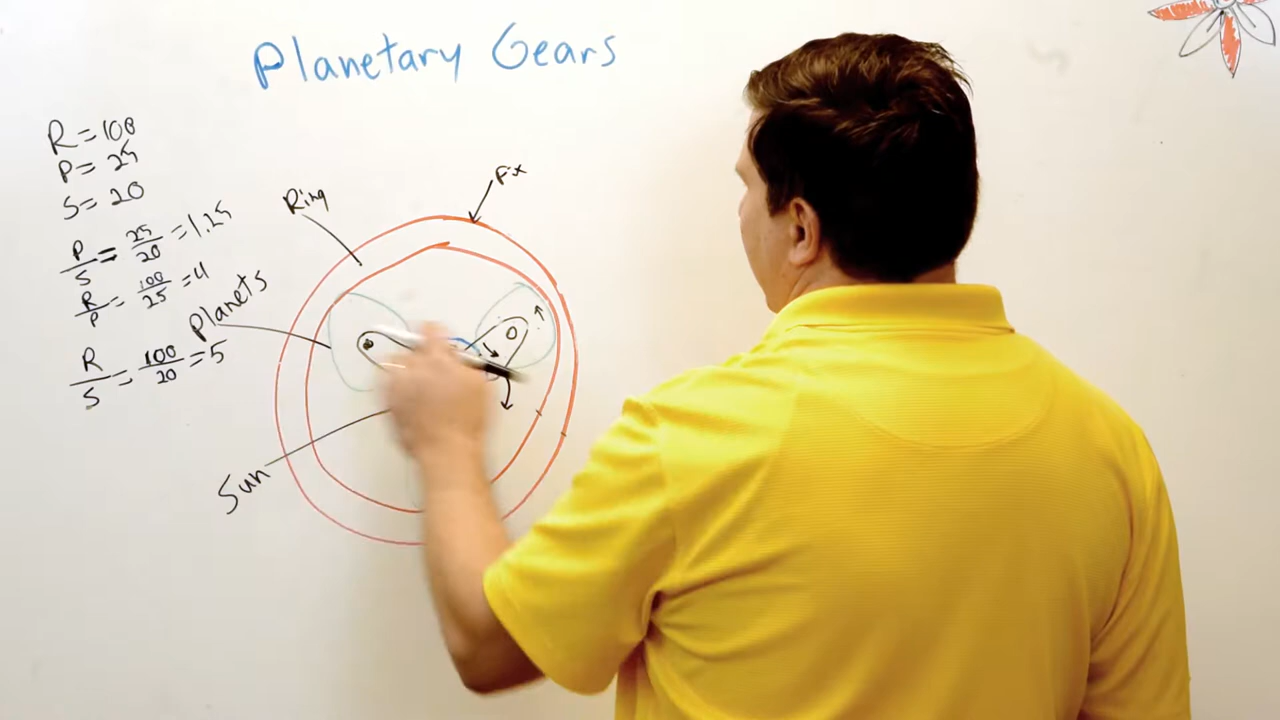 Planetary Gears
R = 100
P = 25
S = 20
P/S = 25/20 = 1.25
R/P = 100/25 = 4
R/S = 100/20 = 5
Fix
Ring
Planets
Sun